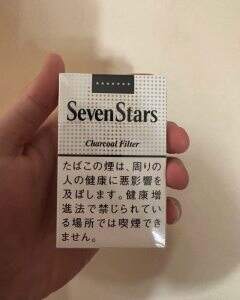 SevenStars
Charcoal Filter
たばこの煙は、周りの
人の健康に悪影響を
及ぼします。健康増
進法で禁じられてい
る場所では喫煙でき
ません。